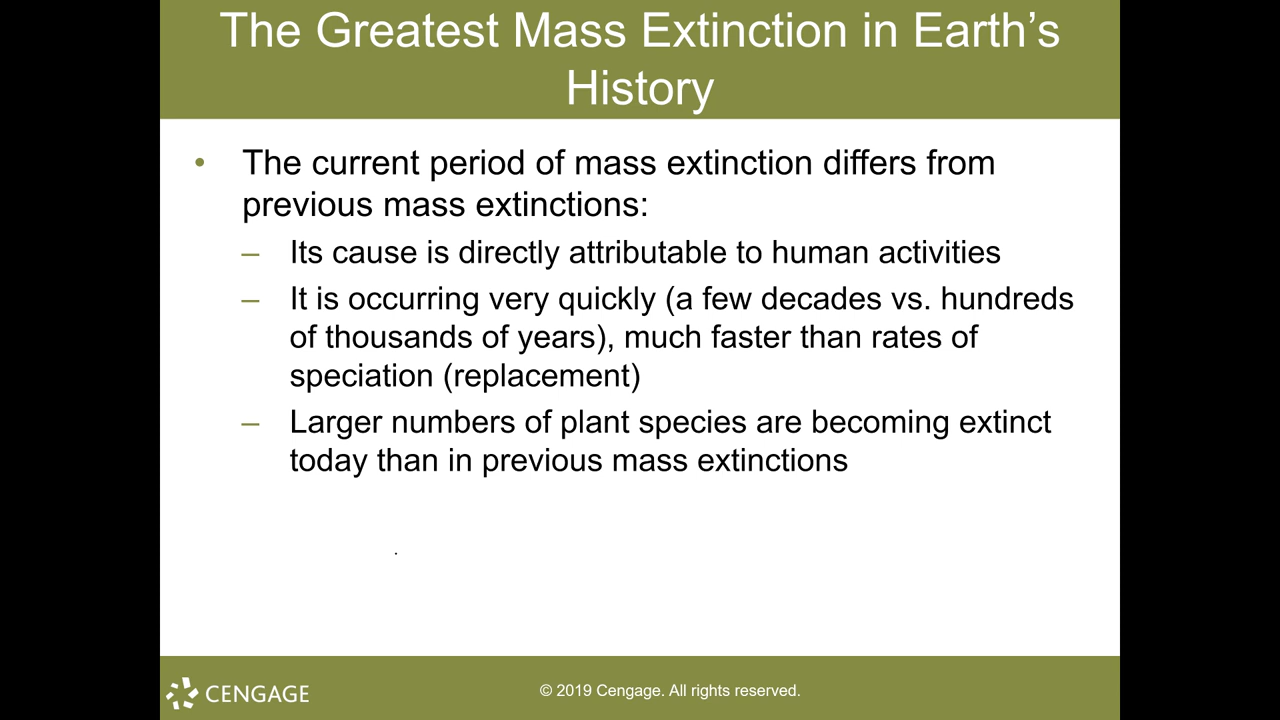 The Greatest Mass Extinction in Earth’s
History
• The current period of mass extinction differs from
previous mass extinctions:
– Its cause is directly attributable to human activities
– It is occurring very quickly (a few decades vs. hundreds
of thousands of years), much faster than rates of
speciation (replacement)
– Larger numbers of plant species are becoming extinct
today than in previous mass extinctions
CENGAGE
© 2019 Cengage. All rights reserved.